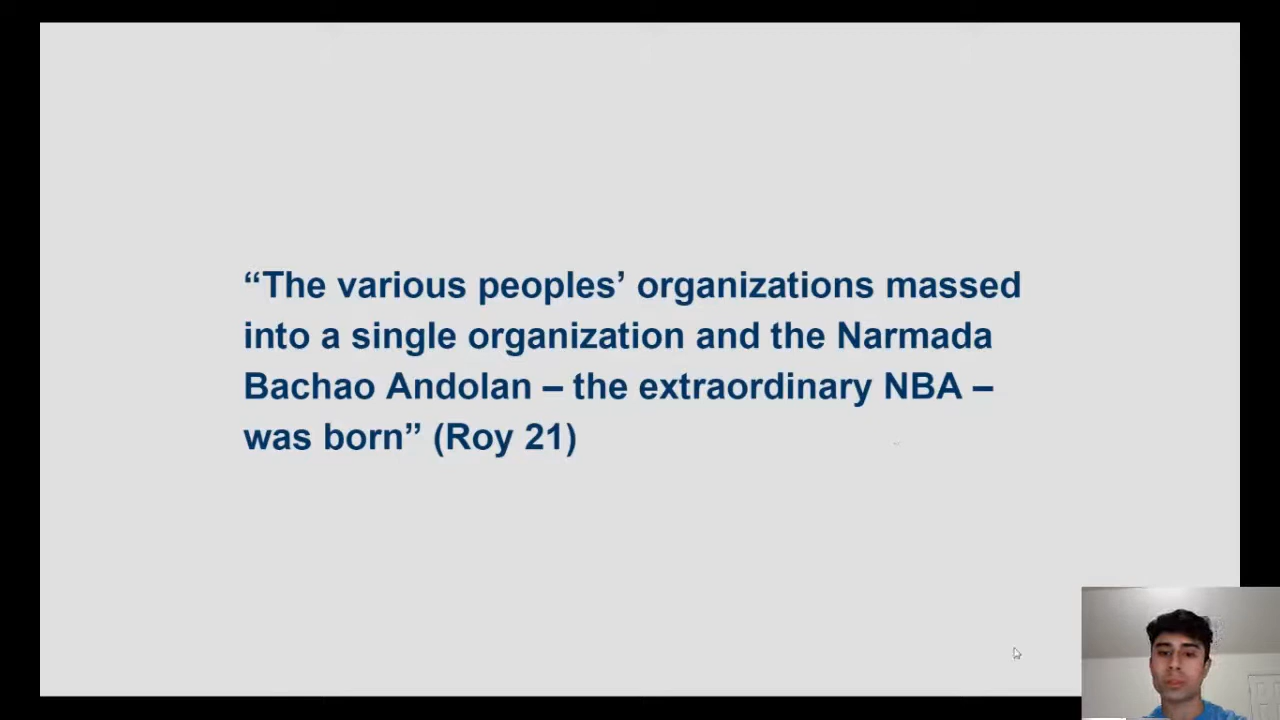 “The various peoples’ organizations massed
into a single organization and the Narmada
Bachao Andolan – the extraordinary NBA –
was born” (Roy 21)